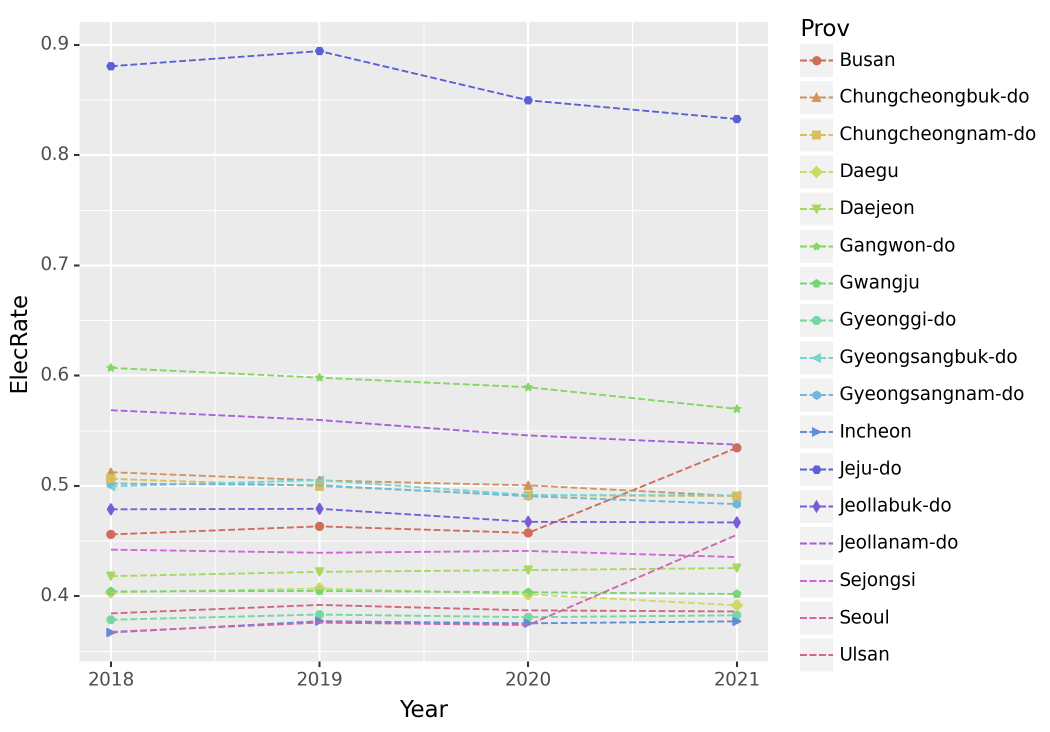 Prov
Busan
Chungcheongbuk-do
Chungcheongnam-do
Daegu
Daejeon
Gangwon-do
Gwangju
Gyeonggi-do
Gyeongsangbuk-do
Gyeongsangnam-do
Incheon
Jeju-do
Jeollabuk-do
Jeollanam-do
Sejongsi
Seoul
Ulsan
ElecRate
0.9
0.8
0.7
0.6
0.5
0.4
2018 2019 2020 2021
Year